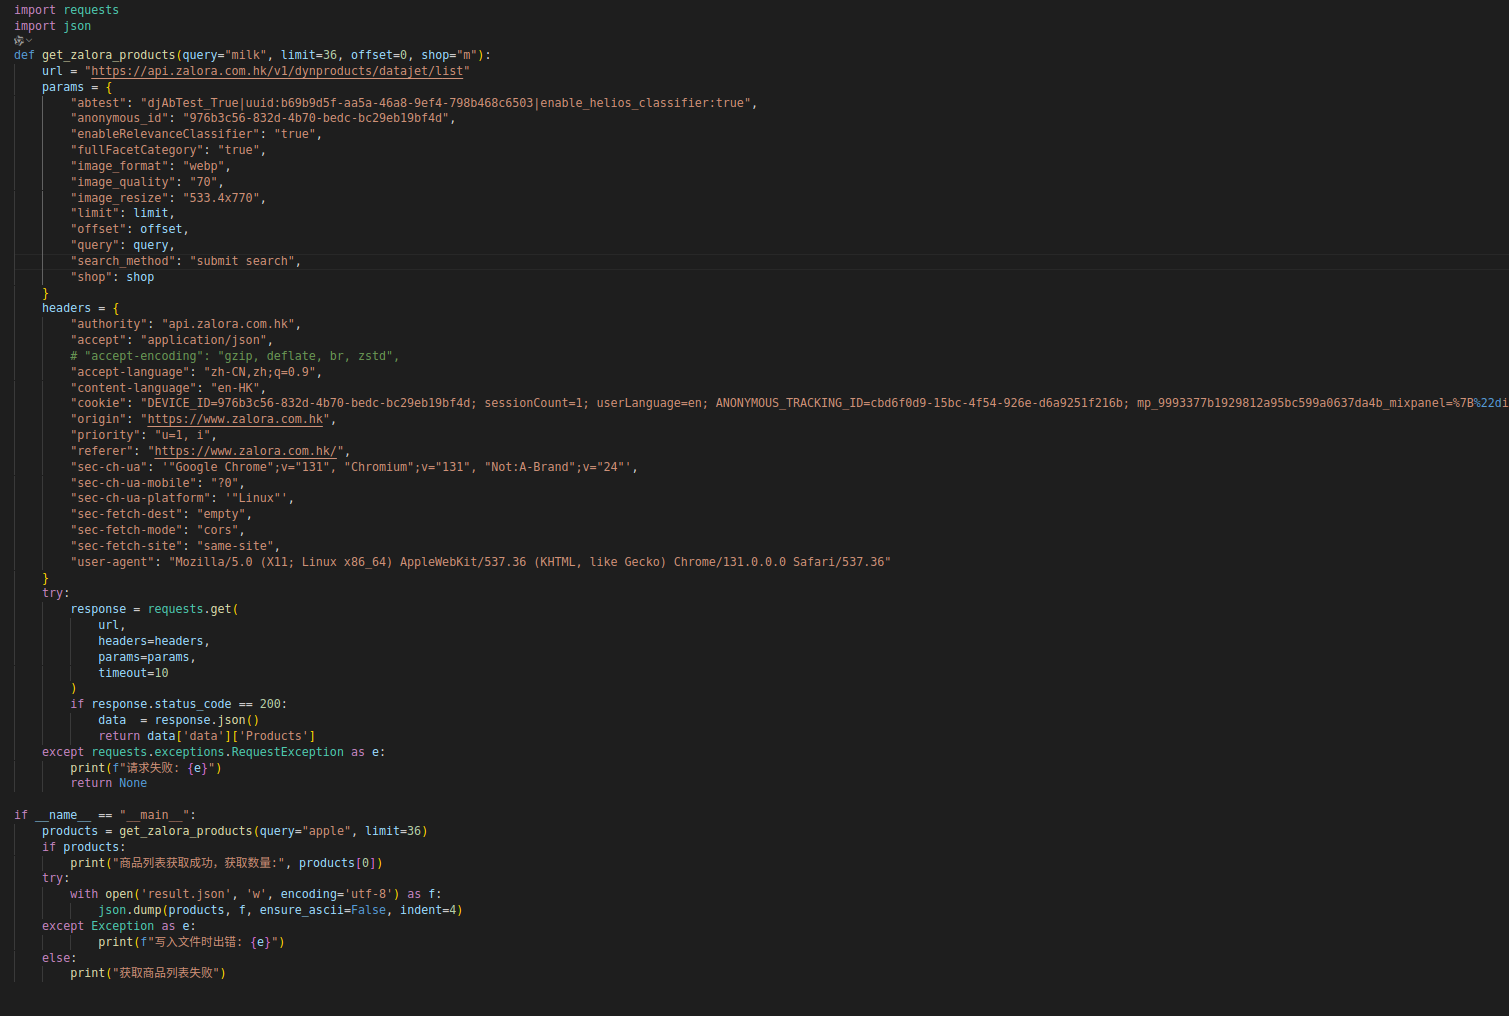 import requests
import json
def get_zalora_products(query="milk", limit=36, offset=0, shop="m"):
    url = "https://api.zalora.com.hk/v1/dynproducts/datajet/list"
    params = {
        "abtest": "djAbTest_True|uuid:b69b9d5f-aa5a-46a8-9ef4-798b468c6503|enable_helios_classifier:true",
        "anonymous_id": "976b3c56-832d-4b70-bedc-bc29eb19bf4d",
        "enableRelevanceClassifier": "true",
        "fullFacetCategory": "true",
        "image_format": "webp",
        "image_quality": "70",
        "image_resize": "533.4x770",
        "limit": limit,
        "offset": offset,
        "query": query,
        "search_method": "submit search",
        "shop": shop
    }
    headers = {
        "authority": "api.zalora.com.hk",
        "accept": "application/json",
        # "accept-encoding": "gzip, deflate, br, zstd",
        "accept-language": "zh-CN,zh;q=0.9",
        "content-language": "en-HK",
        "cookie": "DEVICE_ID=976b3c56-832d-4b70-bedc-bc29eb19bf4d; sessionCount=1; userLanguage=en; ANONYMOUS_TRACKING_ID=cbd6f0d9-15bc-4f54-926e-d6a9251f216b; mp_9993377b1929812a95bc599a0637da4b_mixpanel=%7B%22di
        "origin": "https://www.zalora.com.hk",
        "priority": "u=1, i",
        "referer": "https://www.zalora.com.hk/",
        "sec-ch-ua": '"Google Chrome";v="131", "Chromium";v="131", "Not:A-Brand";v="24"',
        "sec-ch-ua-mobile": "?0",
        "sec-ch-ua-platform": '"Linux"',
        "sec-fetch-dest": "empty",
        "sec-fetch-mode": "cors",
        "sec-fetch-site": "same-site",
        "user-agent": "Mozilla/5.0 (X11; Linux x86_64) AppleWebKit/537.36 (KHTML, like Gecko) Chrome/131.0.0.0 Safari/537.36"
    }
    try:
        response = requests.get(
            url,
            headers=headers,
            params=params,
            timeout=10
        )
        if response.status_code == 200:
            data  = response.json()
            return data['data']['Products']
    except requests.exceptions.RequestException as e:
        print(f"请求失败: {e}")
        return None
if __name__ == "__main__":
    products = get_zalora_products(query="apple", limit=36)
    if products:
        print("商品列表获取成功，获取数量:", products[0])
    try:
        with open('result.json', 'w', encoding='utf-8') as f:
            json.dump(products, f, ensure_ascii=False, indent=4)
    except Exception as e:
            print(f"写入文件时出错: {e}")
    else:
        print("获取商品列表失败")